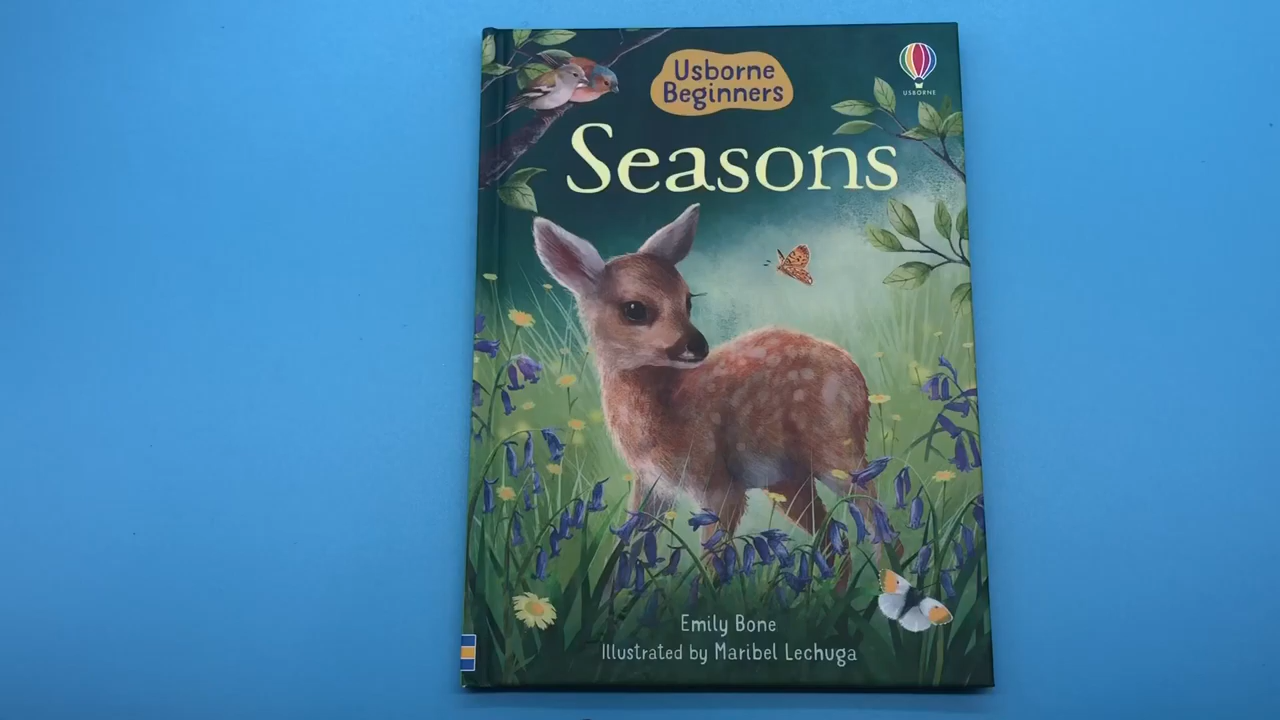 Usborne
Beginners
USBORNE
Seasons
Emily Bone
Illustrated by Maribel Lechuga